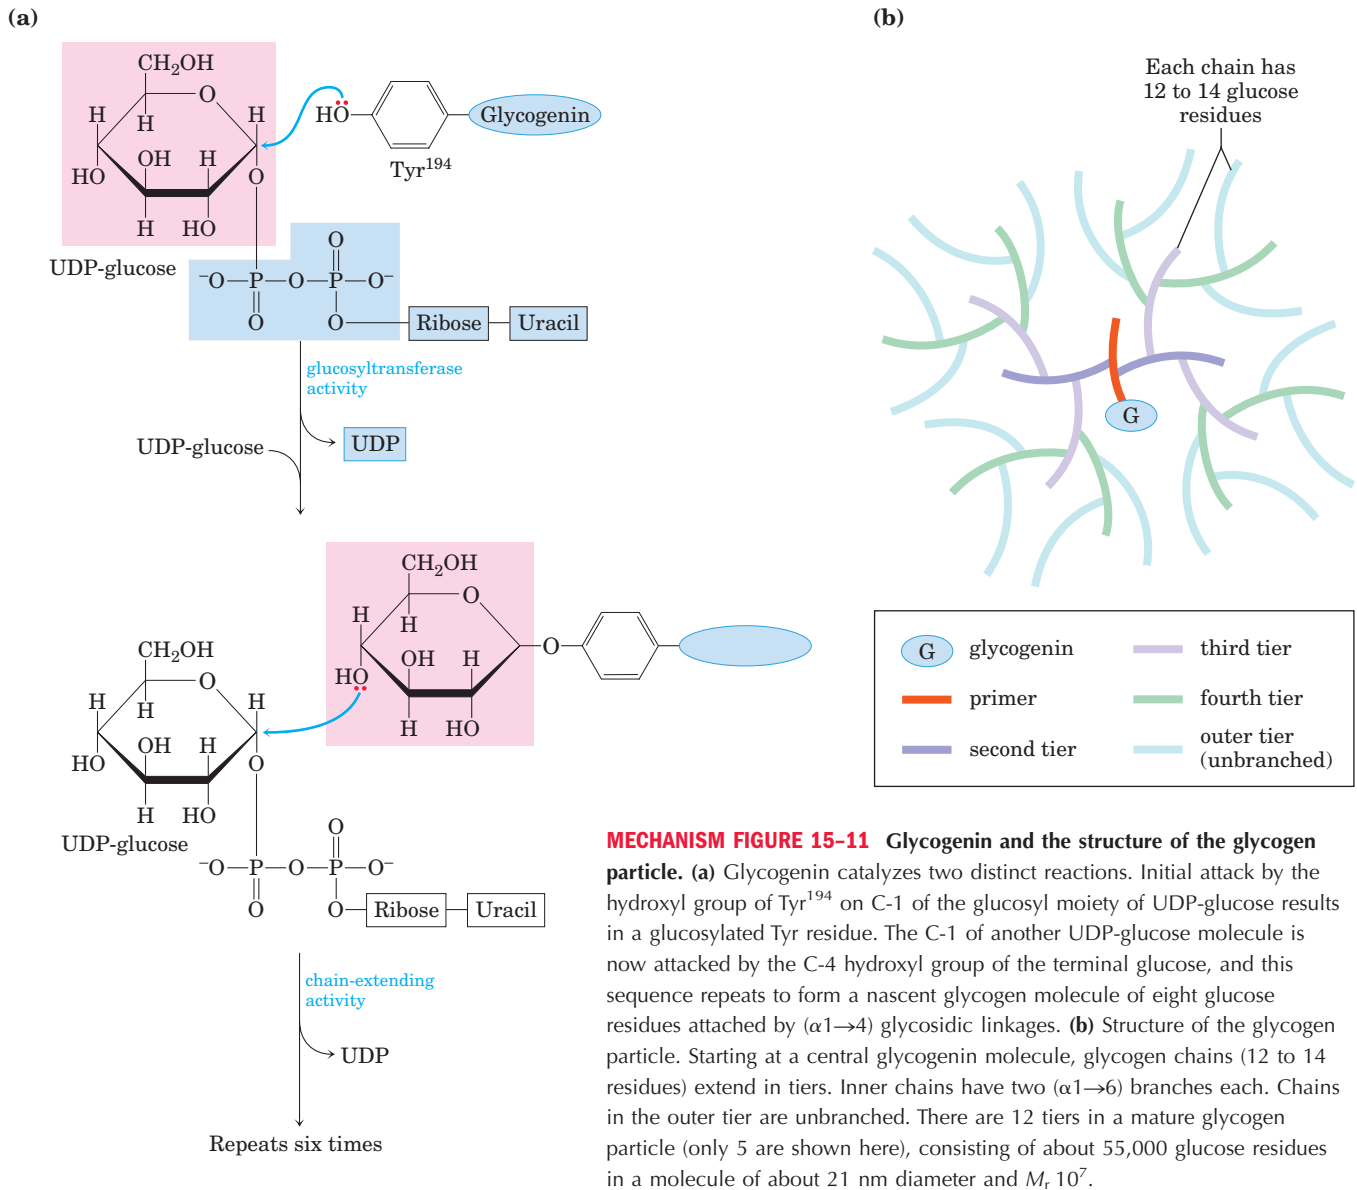 (a)
CH₂OH
O
H
H
H
OH
H
HO
O
H
HO
HO
Glycogenin
Tyr¹⁹⁴
UDP-glucose
O
⁻O—P—O—P—O⁻
O
O
Ribose
Uracil
glucosyltransferase
activity
UDP-glucose
UDP
CH₂OH
O
H
H
OH
H
HO
H
HO
O
CH₂OH
O
H
H
H
OH
H
HO
O
H
HO
UDP-glucose
O
⁻O—P—O—P—O⁻
O
O
Ribose
Uracil
chain-extending
activity
UDP
Repeats six times
(b)
Each chain has
12 to 14 glucose
residues
G
G glycogenin
primer
second tier
third tier
fourth tier
outer tier
(unbranched)
MECHANISM FIGURE 15–11 Glycogenin and the structure of the glycogen
particle. (a) Glycogenin catalyzes two distinct reactions. Initial attack by the
hydroxyl group of Tyr¹⁹⁴ on C-1 of the glucosyl moiety of UDP-glucose results
in a glucosylated Tyr residue. The C-1 of another UDP-glucose molecule is
now attacked by the C-4 hydroxyl group of the terminal glucose, and this
sequence repeats to form a nascent glycogen molecule of eight glucose
residues attached by (α1→4) glycosidic linkages. (b) Structure of the glycogen
particle. Starting at a central glycogenin molecule, glycogen chains (12 to 14
residues) extend in tiers. Inner chains have two (α1→6) branches each. Chains
in the outer tier are unbranched. There are 12 tiers in a mature glycogen
particle (only 5 are shown here), consisting of about 55,000 glucose residues
in a molecule of about 21 nm diameter and Mᵣ 10⁷.